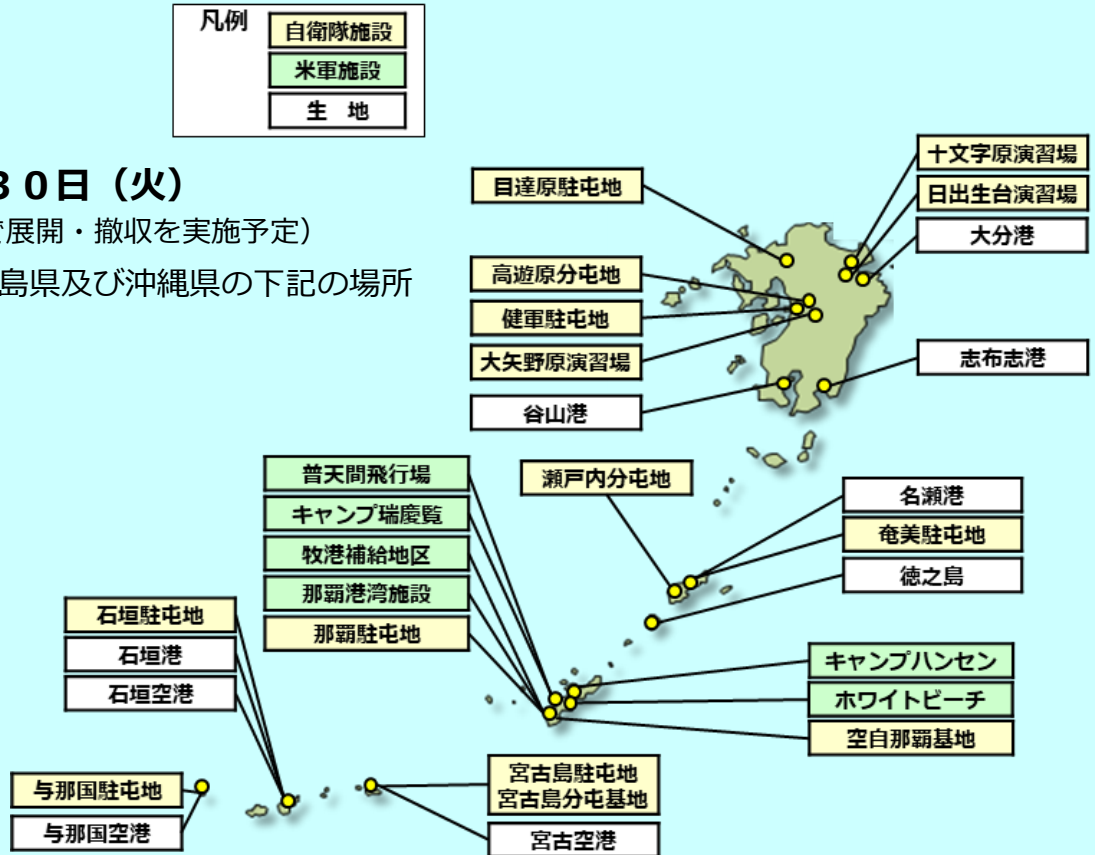 凡例
自衛隊施設
米軍施設
生 地
30日（火）
展開・撤収を実施予定）
島県及び沖縄県の下記の場所
目達原駐屯地
高遊原分屯地
健軍駐屯地
大矢野原演習場
谷山港
十文字原演習場
日出生台演習場
大分港
志布志港
普天間飛行場
キャンプ瑞慶覧
牧港補給地区
那覇港湾施設
那覇駐屯地
瀬戸内分屯地
名瀬港
奄美駐屯地
徳之島
石垣駐屯地
石垣港
石垣空港
キャンプハンセン
ホワイトビーチ
空自那覇基地
与那国駐屯地
与那国空港
宮古島駐屯地
宮古島分屯基地
宮古空港